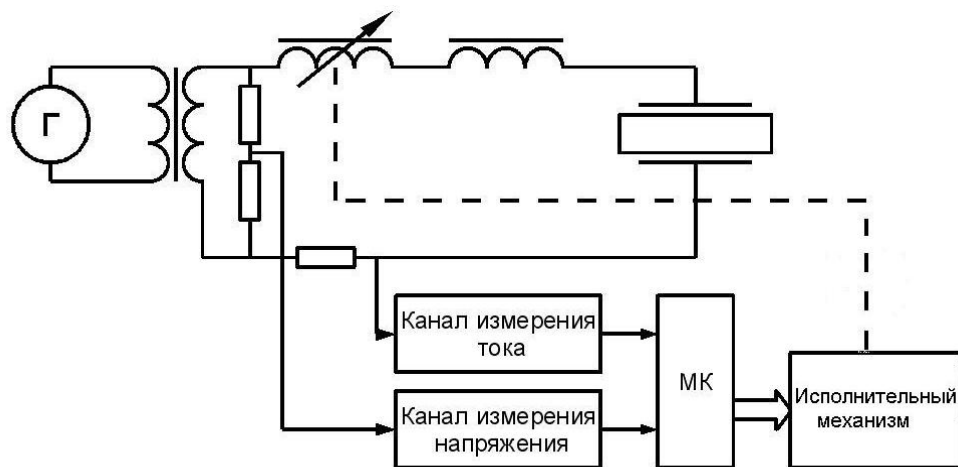 Г
Канал измерения
тока
МК
Исполнительный
механизм
Канал измерения
напряжения